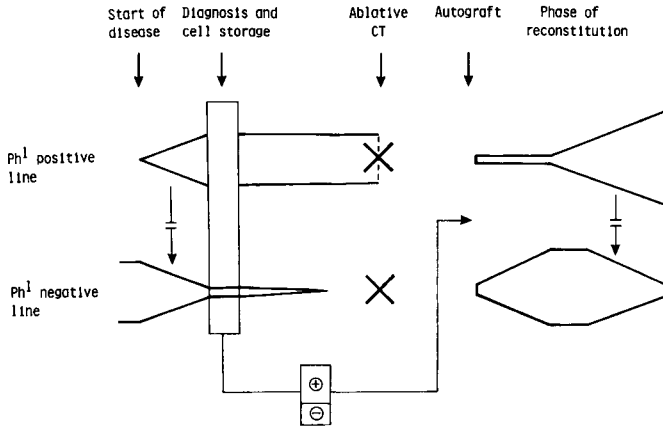 Start of
disease
Diagnosis and
cell storage
Ablative
CT
Autograft
Phase of
reconstitution
Ph¹ positive
line
Ph¹ negative
line
+
−